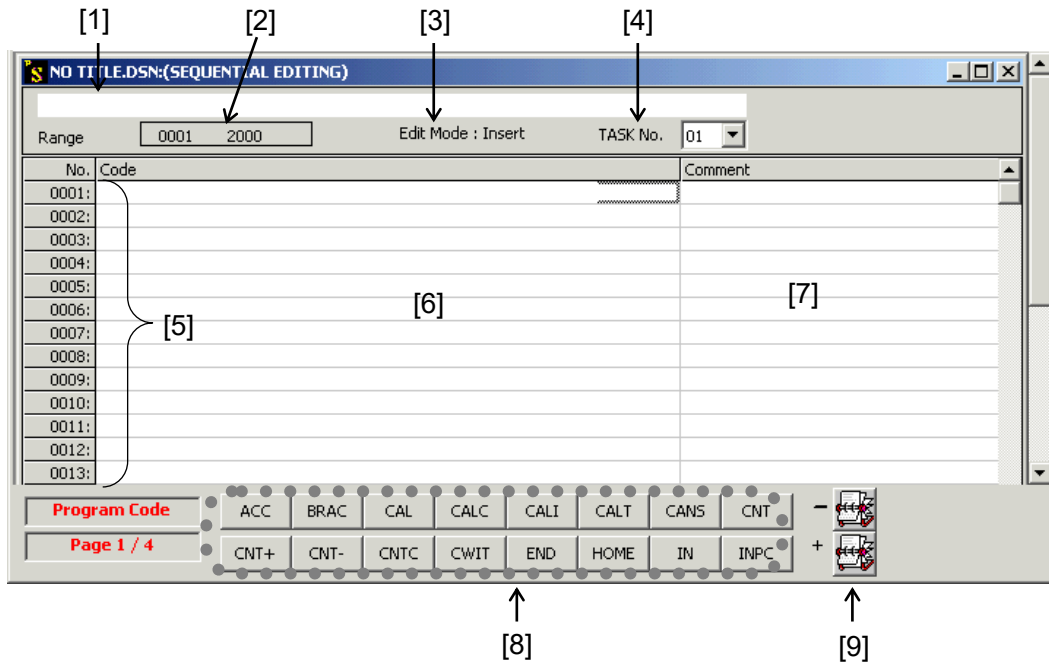 [1] [2] [3] [4]
NO TITLE.DSN:(SEQUENTIAL EDITING)
Range 0001 2000 Edit Mode : Insert TASK No. 01
No. Code Comment
0001:
0002:
0003:
0004:
0005:
0006: [6] [7]
0007: [5]
0008:
0009:
0010:
0011:
0012:
0013:
Program Code ACC BRAC CAL CALC CALI CALT CANS CNT -
Page 1 / 4 CNT+ CNT- CNTC CWIT END HOME IN INPC +
[8] [9]